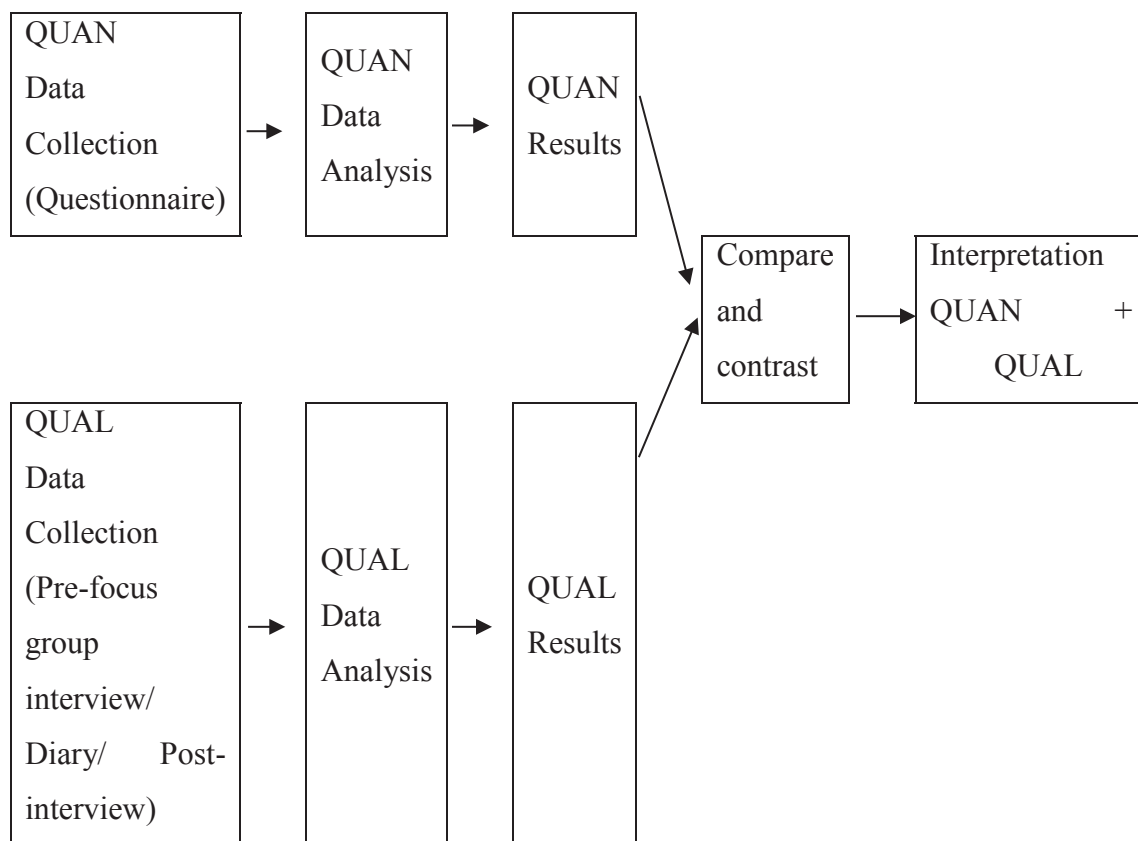 QUAN
Data
Collection
(Questionnaire)
QUAN
Data
Analysis
QUAN
Results
Compare
and
contrast
Interpretation
QUAN +
QUAL
QUAL
Data
Collection
(Pre-focus
group
interview/
Diary/ Post-
interview)
QUAL
Data
Analysis
QUAL
Results